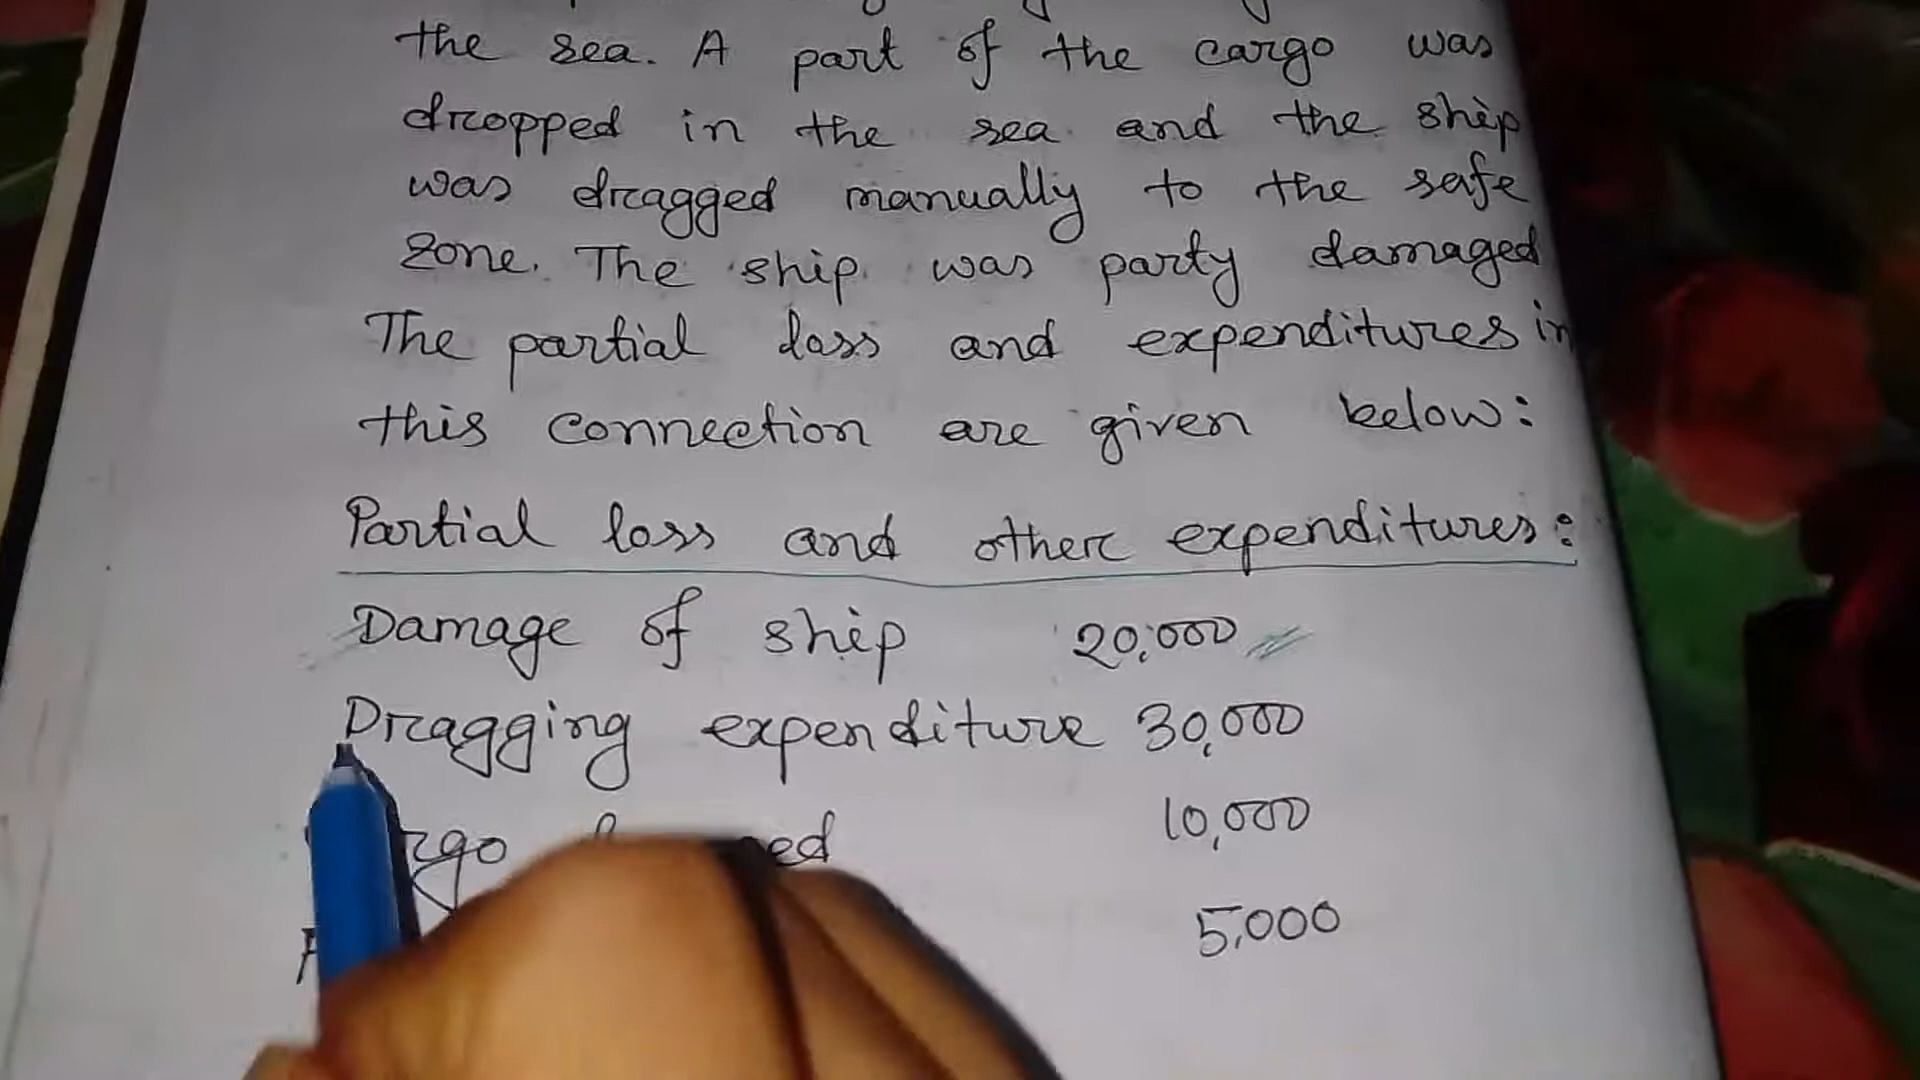 the sea. A part of the cargo was
dropped in the sea and the ship
was dragged manually to the safe
zone. The ship was party damaged
The partial loss and expenditures in
this connection are given below:
Partial loss and other expenditures:
Damage of ship 20,000
Dragging expenditure 30,000
10,000
5,000